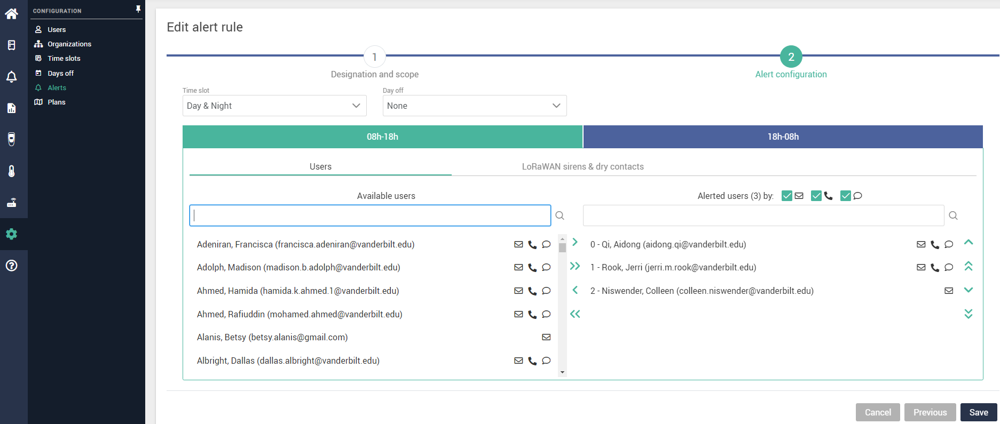 CONFIGURATION
Users
Organizations
Time slots
Days off
Alerts
Plans
Edit alert rule
1
2
Designation and scope
Alert configuration
Time slot
Day off
Day & Night
None
08h-18h
18h-08h
Users
LoRaWAN sirens & dry contacts
Available users
Alerted users (3) by:
Adeniran, Francisca (francisca.adeniran@vanderbilt.edu)
Adolph, Madison (madison.b.adolph@vanderbilt.edu)
Ahmed, Hamida (hamida.k.ahmed.1@vanderbilt.edu)
Ahmed, Rafiuddin (mohamed.ahmed@vanderbilt.edu)
Alanis, Betsy (betsy.alanis@gmail.com)
Albright, Dallas (dallas.albright@vanderbilt.edu)
0 - Qi, Aidong (aidong.qi@vanderbilt.edu)
1 - Rook, Jerri (jerri.m.rook@vanderbilt.edu)
2 - Niswender, Colleen (colleen.niswender@vanderbilt.edu)
Cancel
Previous
Save